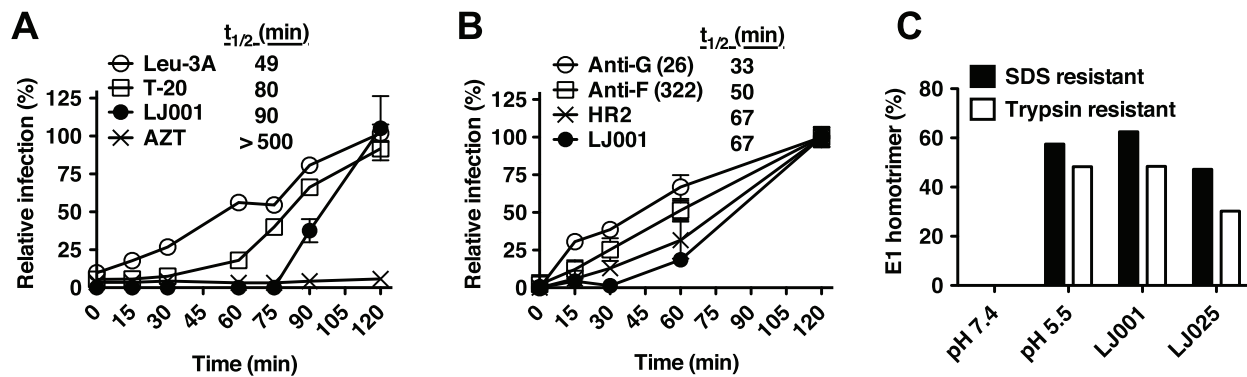 A
t1/2 (min)
Leu-3A 49
T-20 80
LJ001 90
AZT > 500
Relative infection (%)
125
100
75
50
25
0
0 15 30 45 60 75 90 105 120
Time (min)
B
t1/2 (min)
Anti-G (26) 33
Anti-F (322) 50
HR2 67
LJ001 67
Relative infection (%)
125
100
75
50
25
0
0 15 30 45 60 75 90 105 120
Time (min)
C
SDS resistant
Trypsin resistant
E1 homotrimer (%)
80
60
40
20
0
pH 7.4 pH 5.5 LJ001 LJ025